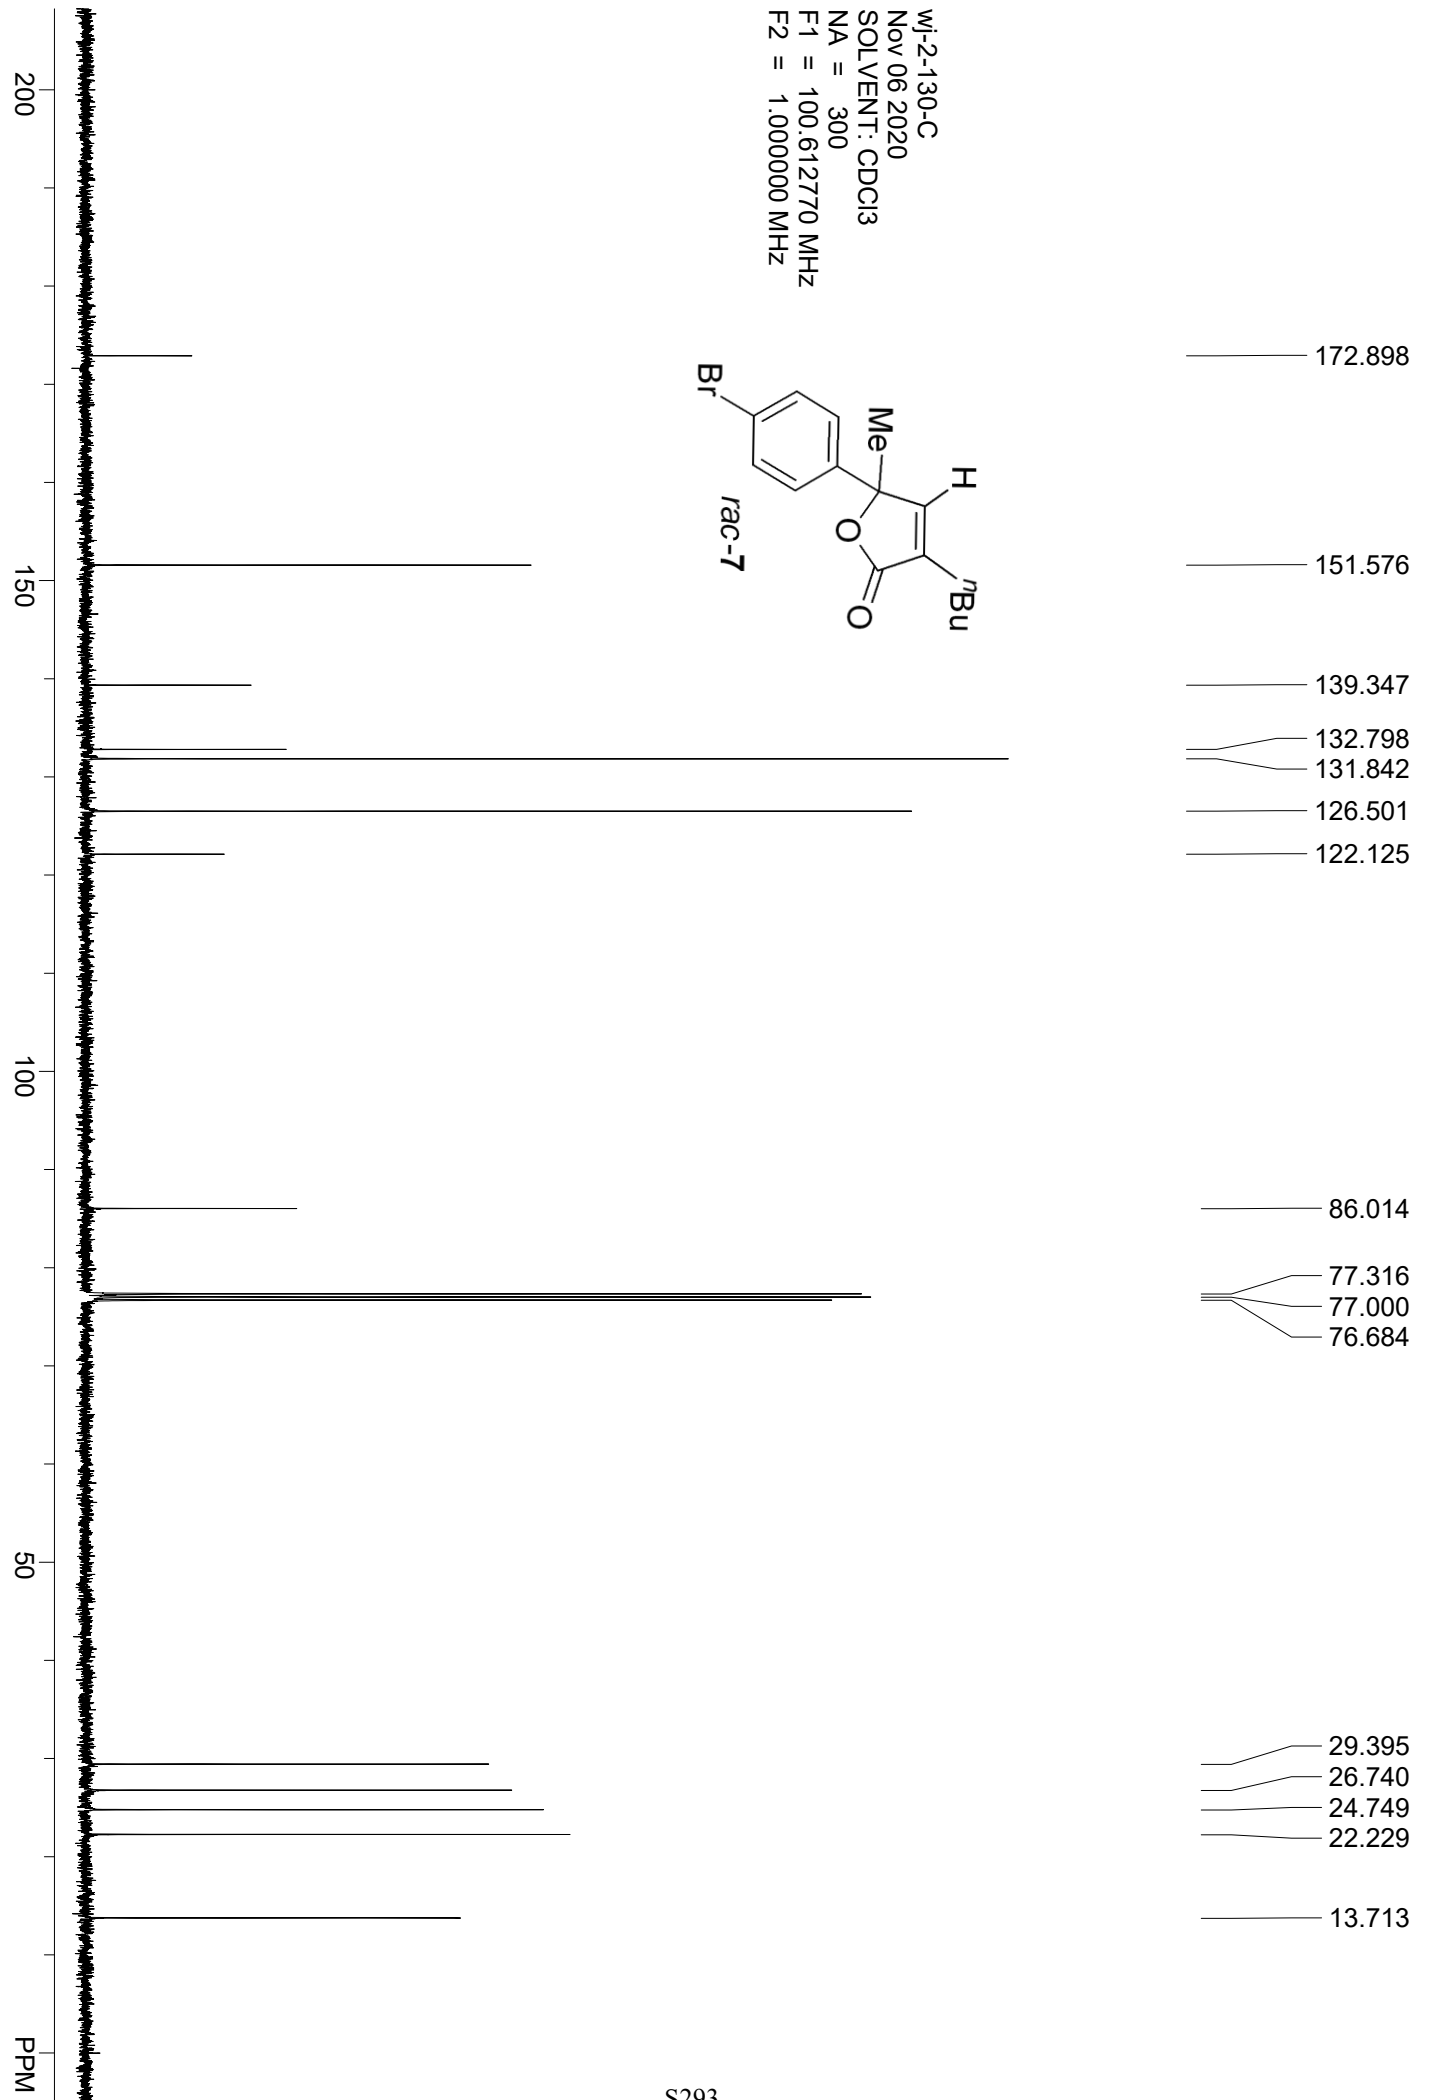 wj-2-130-C
Nov 06 2020
SOLVENT: CDCl3
NA = 300
F1 = 100.612770 MHz
F2 = 1.000000 MHz
H
nBu
Me
O
O
Br
rac-7
172.898
151.576
139.347
132.798
131.842
126.501
122.125
86.014
77.316
77.000
76.684
29.395
26.740
24.749
22.229
13.713
200
150
100
50
PPM
S293